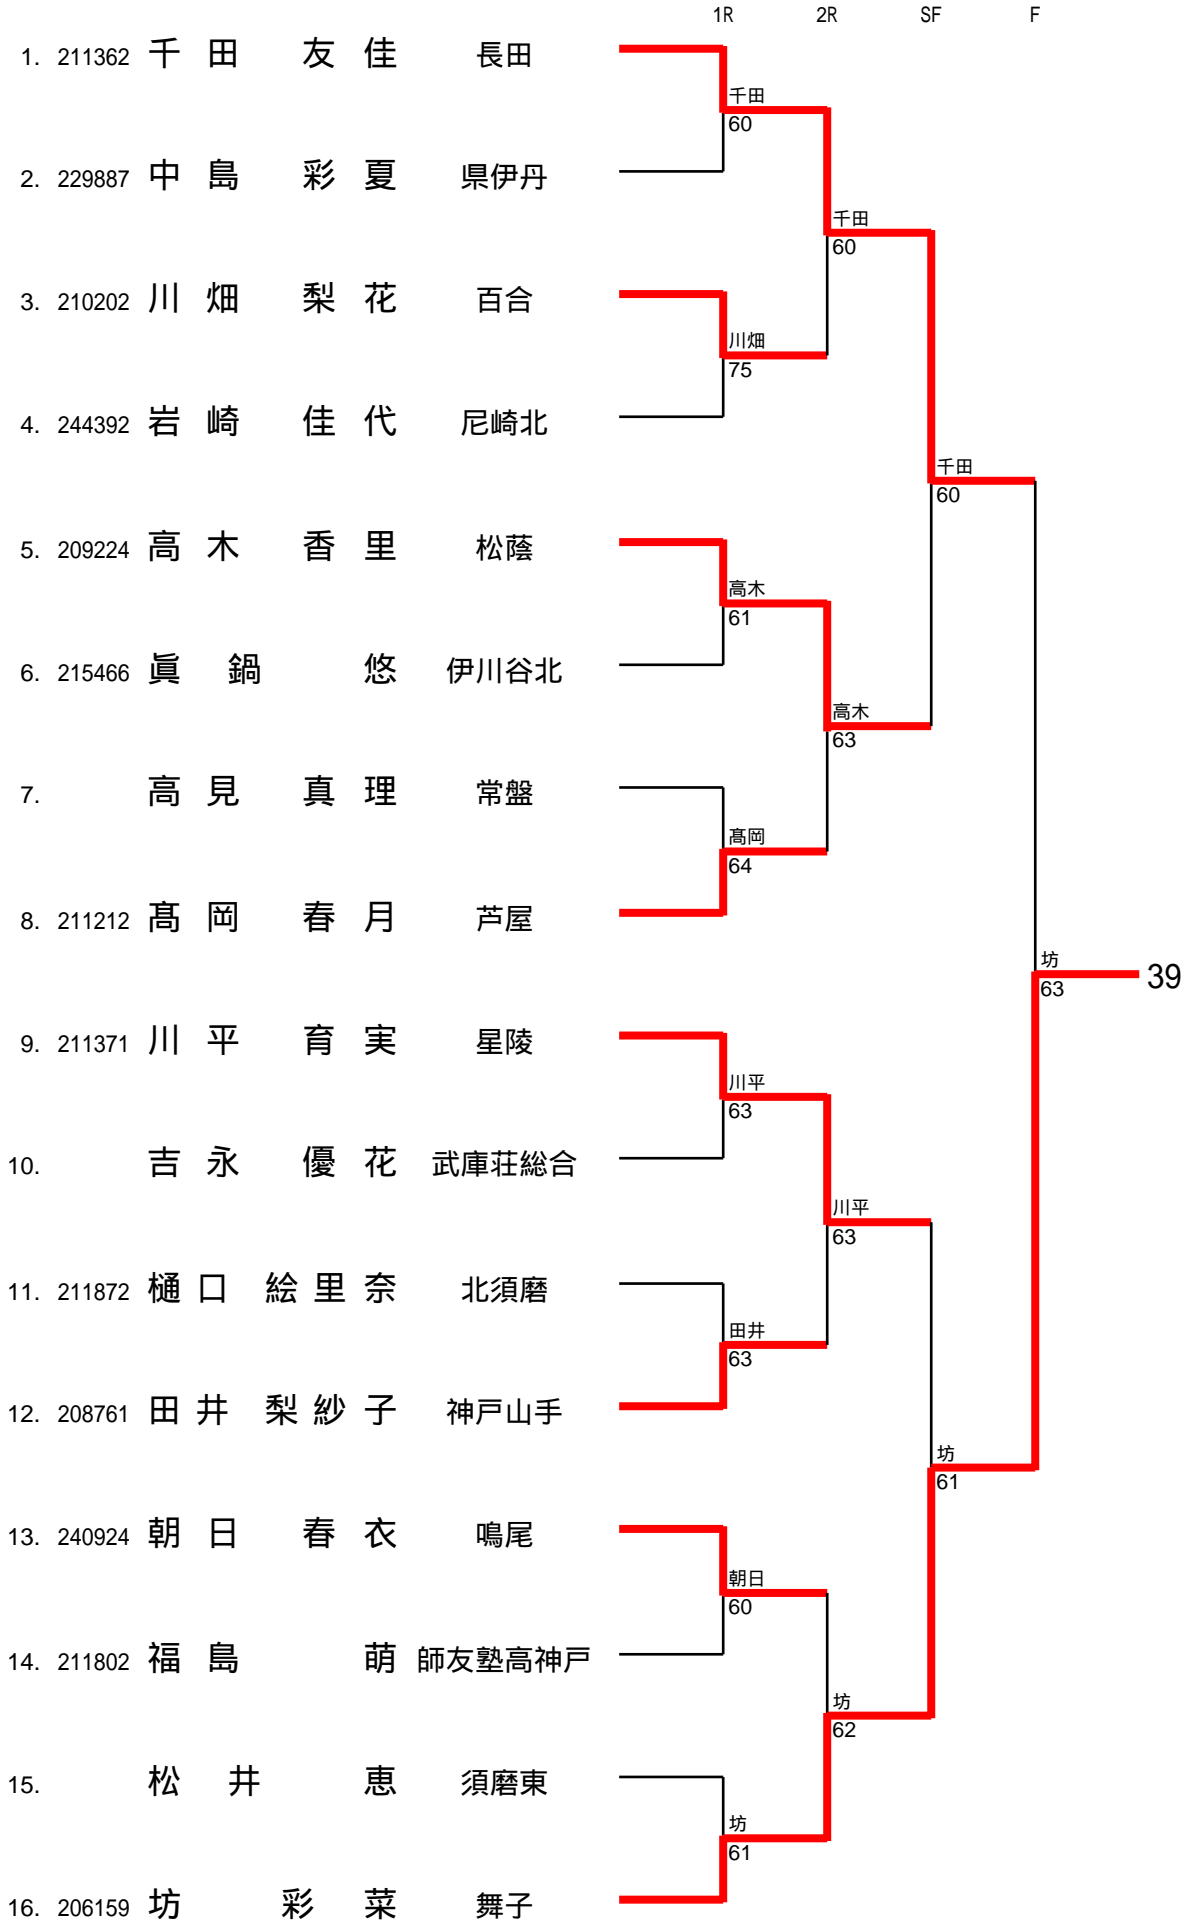 1R 2R SF F
1. 211362 千田 友佳 長田
千田
60
2. 229887 中島 彩夏 県伊丹
千田
60
3. 210202 川畑 梨花 百合
川畑
75
4. 244392 岩崎 佳代 尼崎北
千田
60
5. 209224 高木 香里 松蔭
高木
61
6. 215466 眞鍋 悠 伊川谷北
高木
63
7. 高見 真理 常盤
髙岡
64
8. 211212 髙岡 春月 芦屋
坊
63 39
9. 211371 川平 育実 星陵
川平
63
10. 吉永 優花 武庫荘総合
川平
63
11. 211872 樋口 絵里奈 北須磨
田井
63
12. 208761 田井 梨紗子 神戸山手
坊
61
13. 240924 朝日 春衣 鳴尾
朝日
60
14. 211802 福島 萌 師友塾高神戸
坊
62
15. 松井 恵 須磨東
坊
61
16. 206159 坊 彩菜 舞子